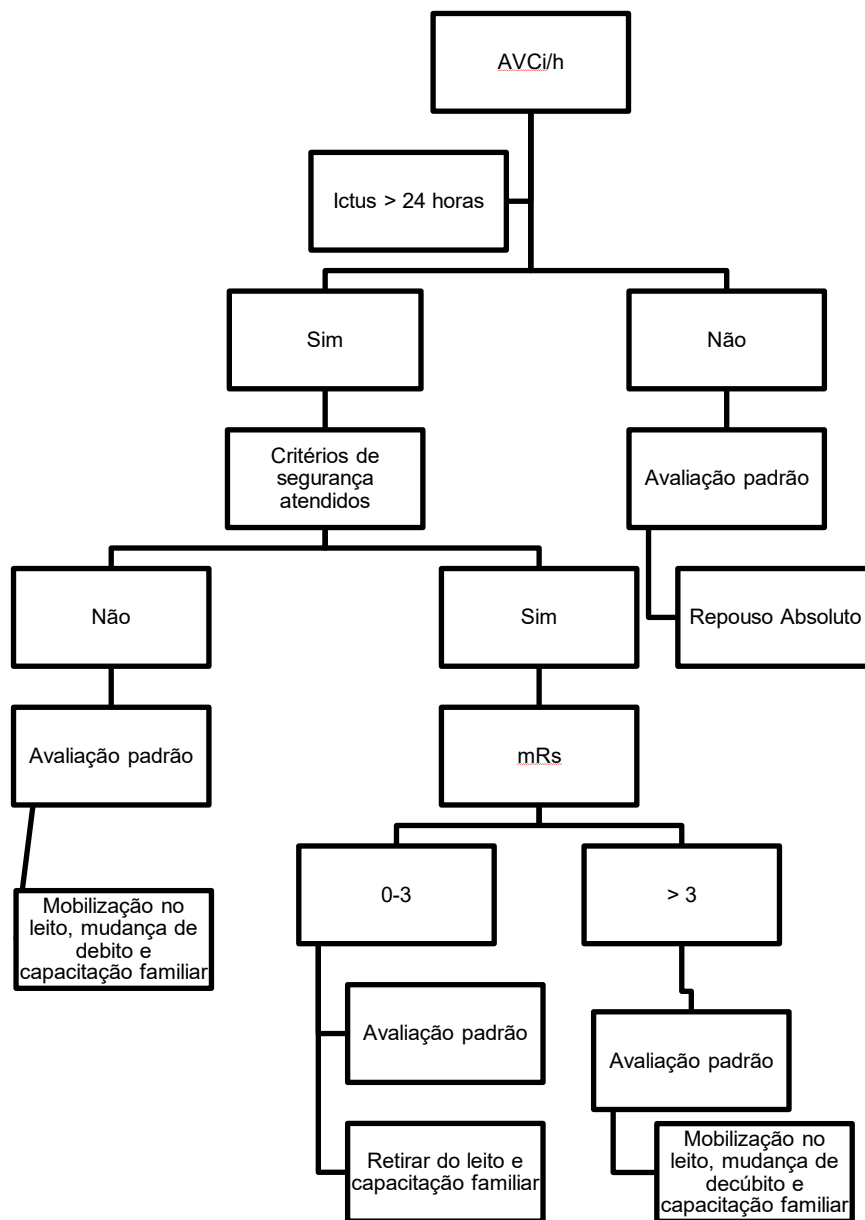 AVCi/h
Ictus > 24 horas
Sim
Não
Critérios de
segurança
atendidos
Avaliação padrão
Não
Sim
Repouso Absoluto
Avaliação padrão
mRs
0-3
> 3
Mobilização no
leito, mudança de
debito e
capacitação familiar
Avaliação padrão
Avaliação padrão
Retirar do leito e
capacitação familiar
Mobilização no
leito, mudança de
decúbito e
capacitação familiar